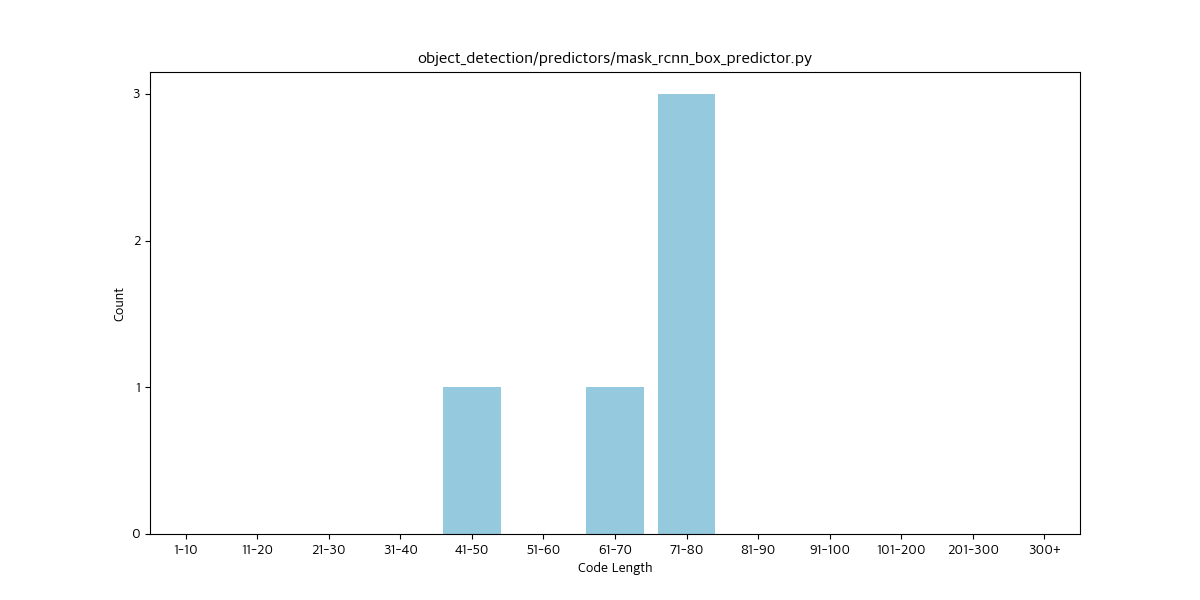 object_detection/predictors/mask_rcnn_box_predictor.py
3
2
1
0
Count
1-10 11-20 21-30 31-40 41-50 51-60 61-70 71-80 81-90 91-100 101-200 201-300 300+
Code Length